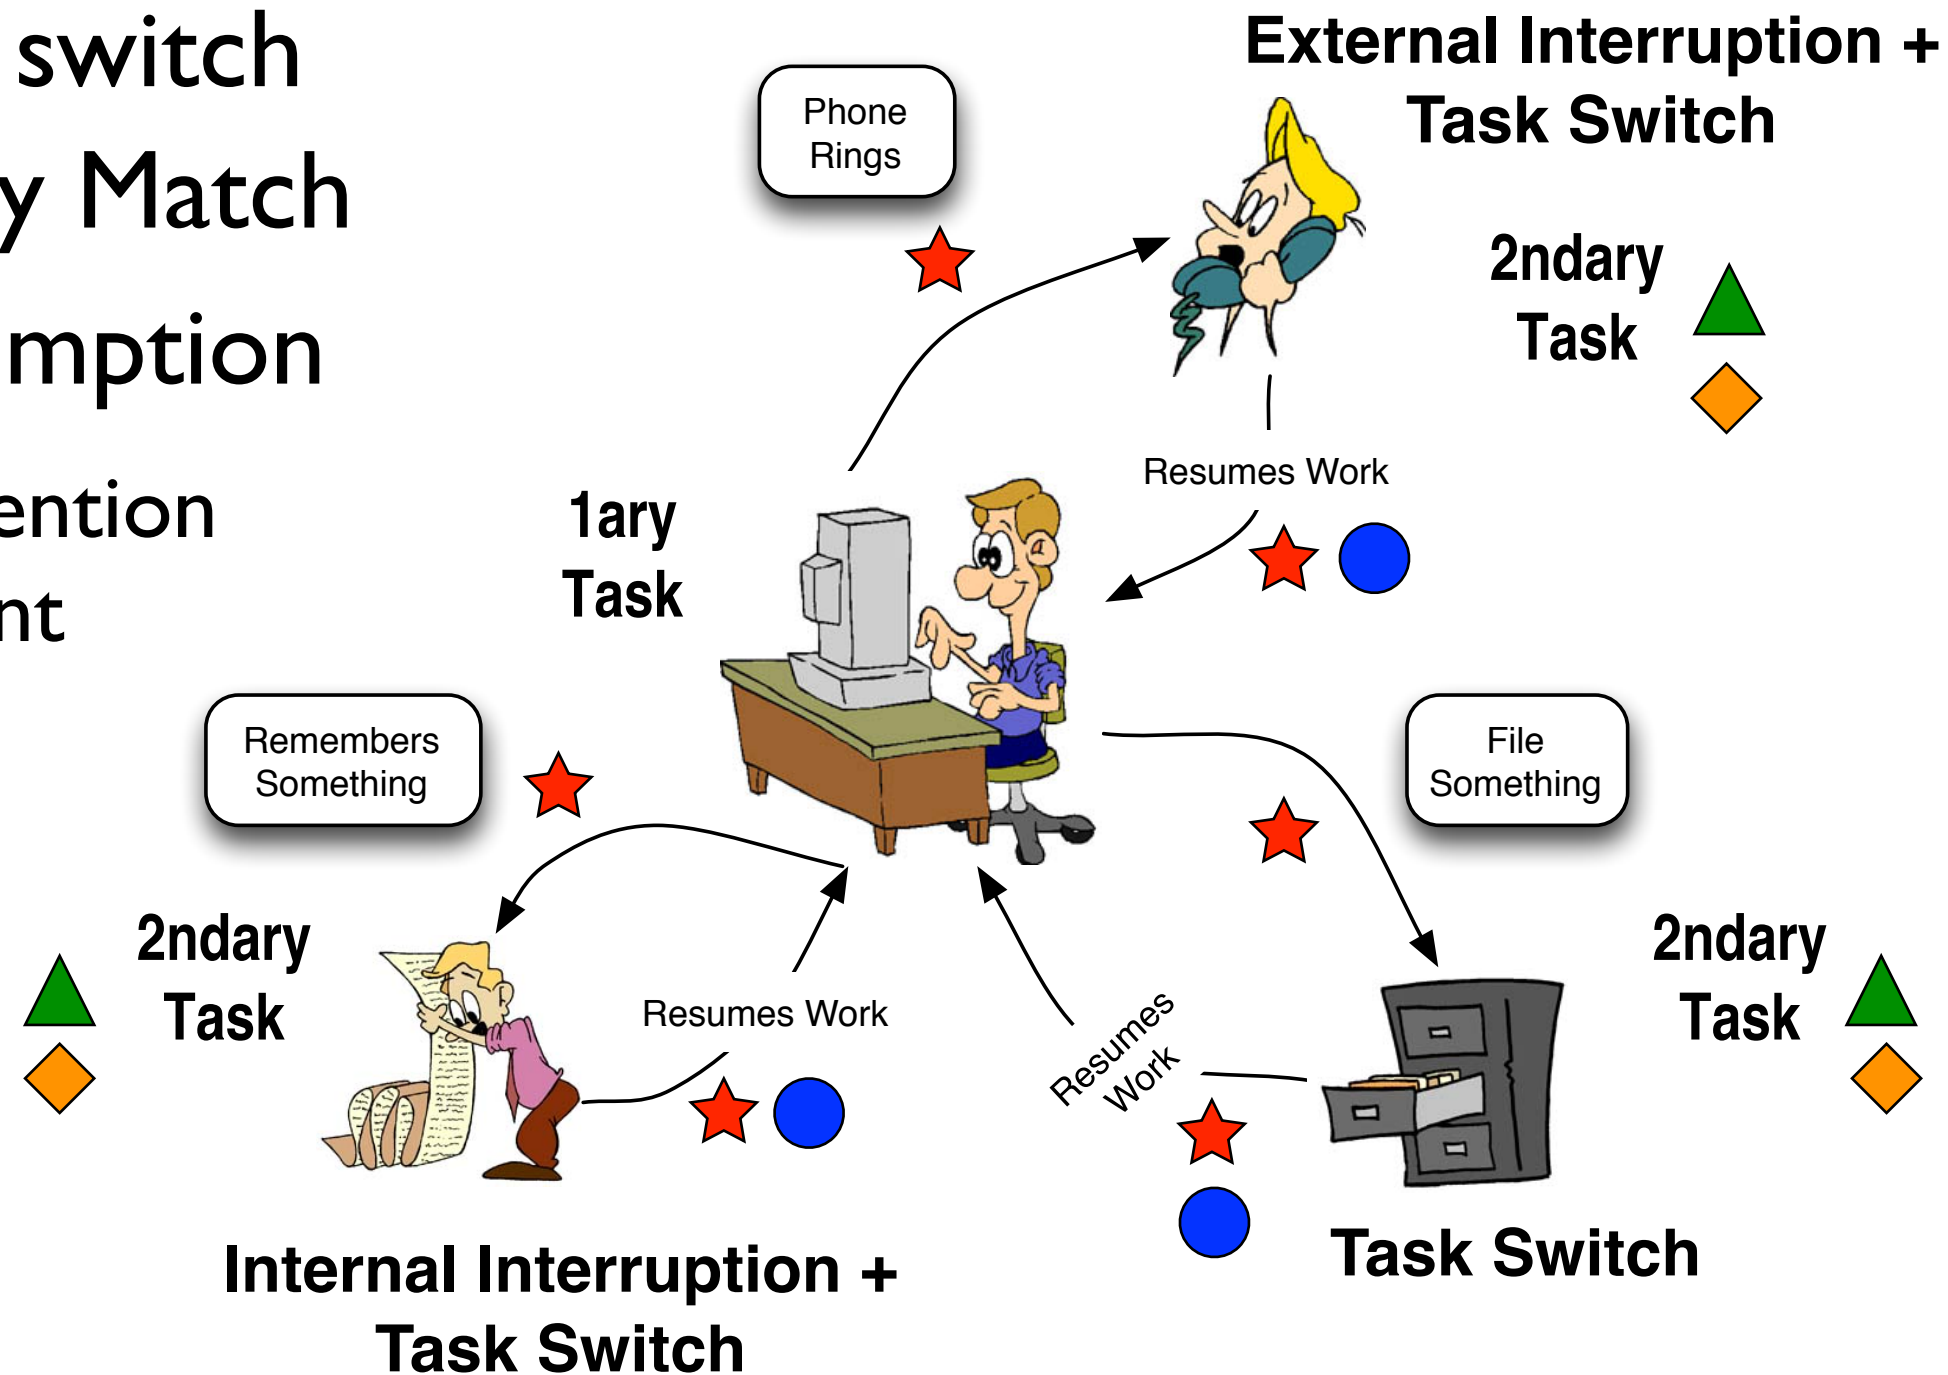 switch
y Match
mption
ention
nt
External Interruption +
Task Switch
Phone
Rings
2ndary
Task
Resumes Work
1ary
Task
Remembers
Something
File
Something
2ndary
Task
Resumes Work
Resumes
Work
2ndary
Task
Internal Interruption +
Task Switch
Task Switch